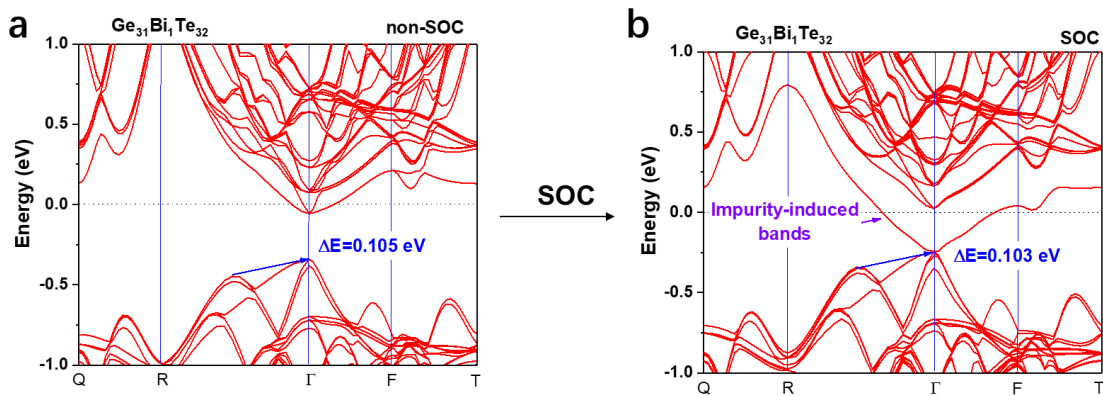 a
Ge31Bi1Te32
non-SOC
1.0
0.5
0.0
-0.5
-1.0
Energy (eV)
ΔE=0.105 eV
Q
R
Γ
F
T
SOC
b
Ge31Bi1Te32
SOC
1.0
0.5
0.0
-0.5
-1.0
Energy (eV)
Impurity-induced
bands
ΔE=0.103 eV
Q
R
Γ
F
T